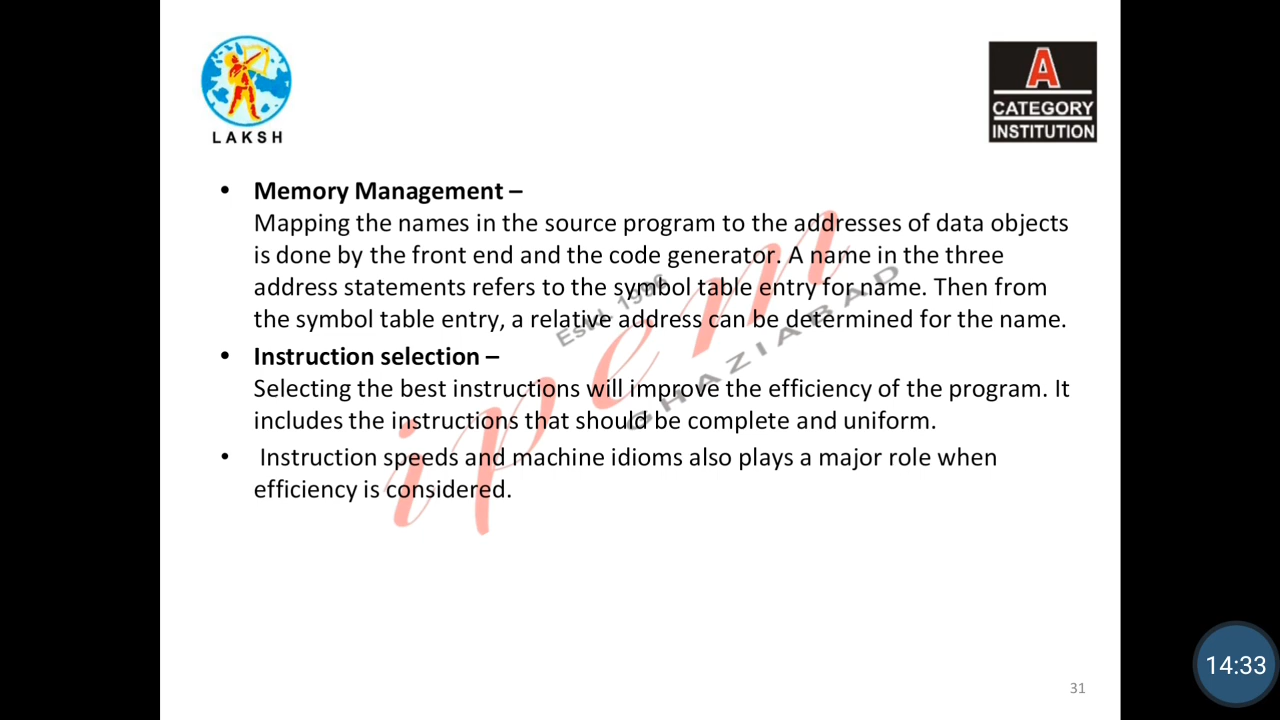 LAKSH
A
CATEGORY
INSTITUTION
• Memory Management –
Mapping the names in the source program to the addresses of data objects
is done by the front end and the code generator. A name in the three
address statements refers to the symbol table entry for name. Then from
the symbol table entry, a relative address can be determined for the name.
• Instruction selection –
Selecting the best instructions will improve the efficiency of the program. It
includes the instructions that should be complete and uniform.
• Instruction speeds and machine idioms also plays a major role when
efficiency is considered.
Estd. 1996
ipem
GHAZIABAD
14:33
31